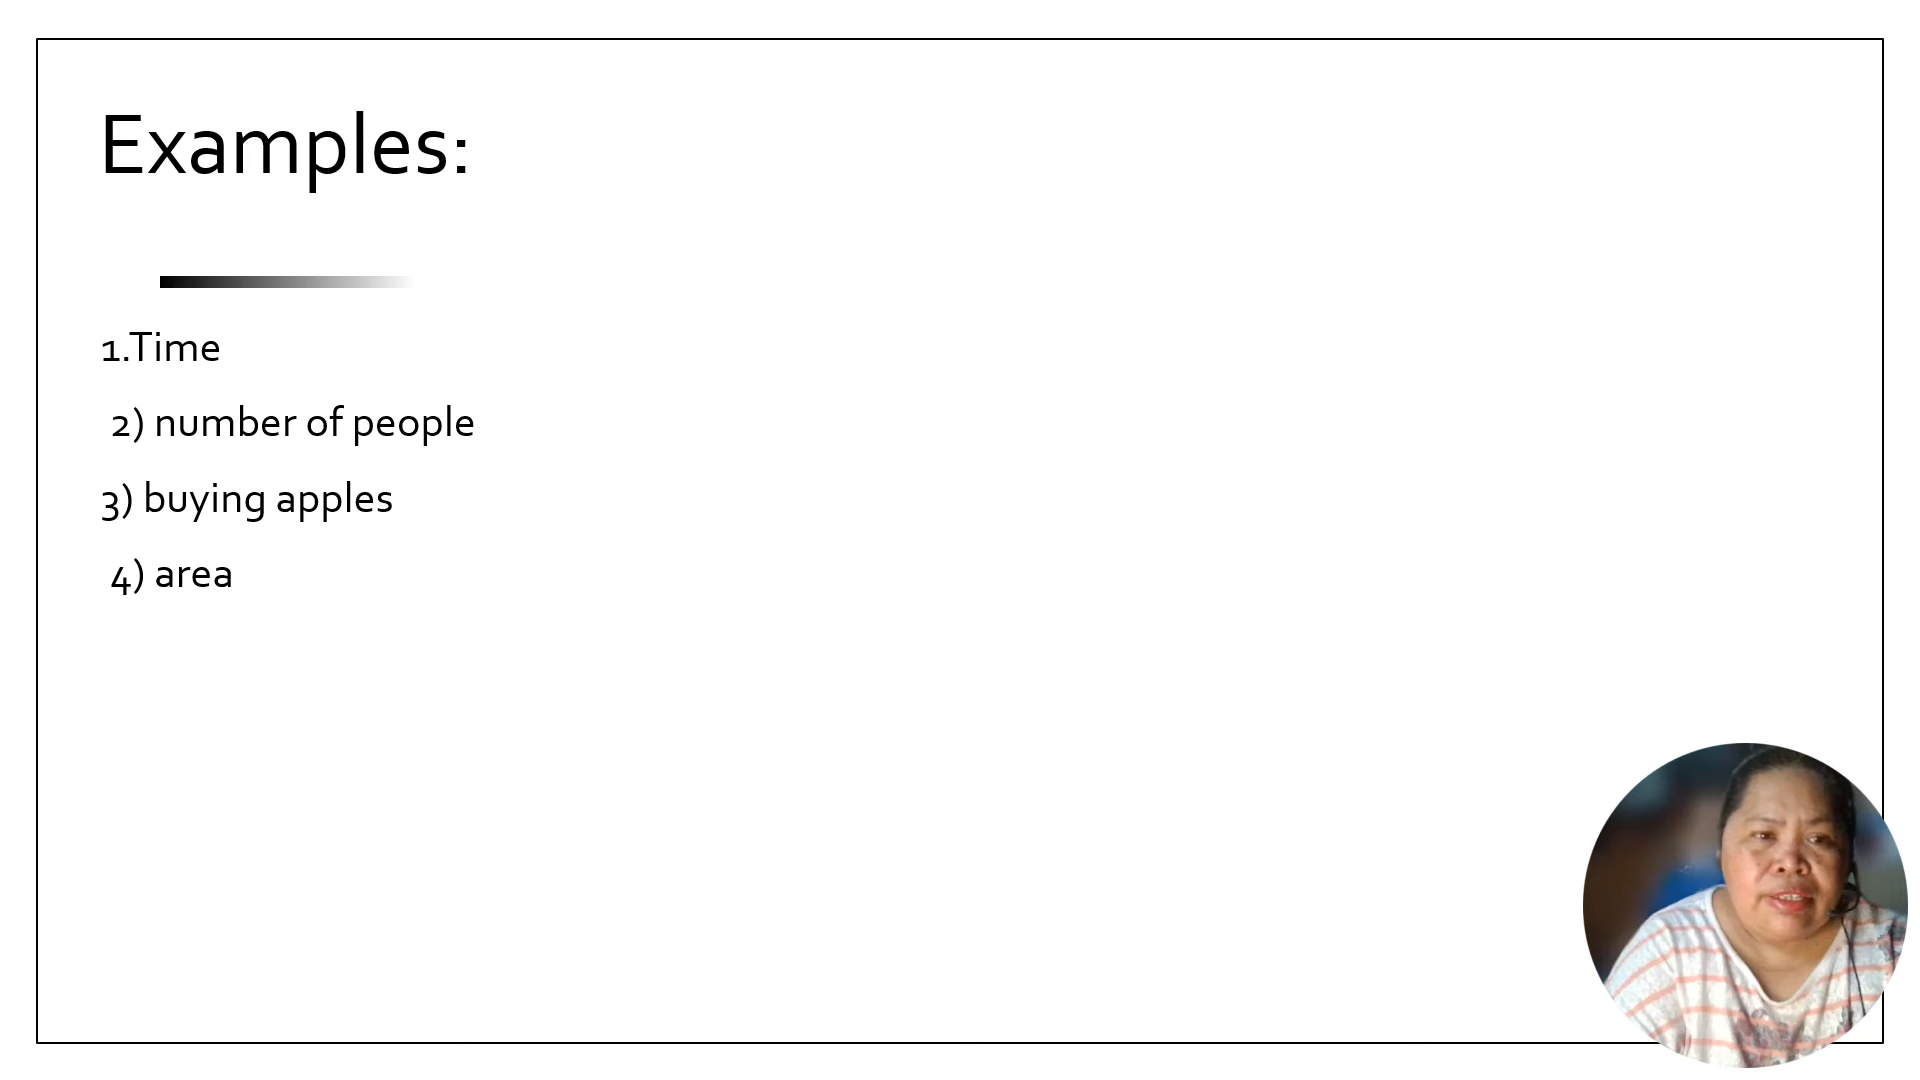 Examples:
1.Time
2) number of people
3) buying apples
4) area